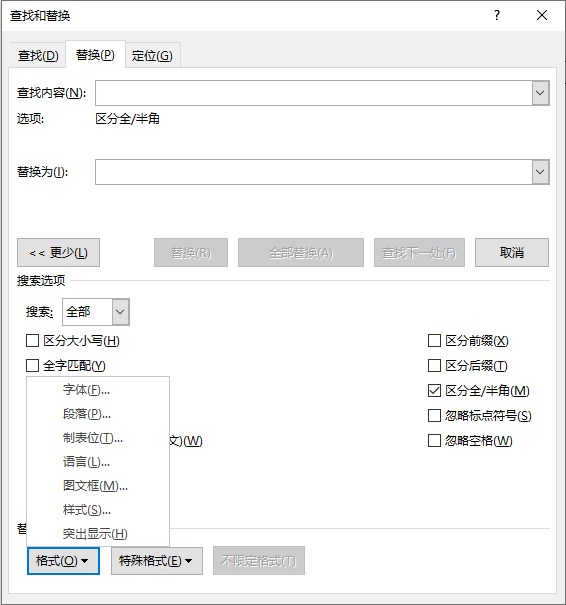 查找和替换
?
查找(D) 替换(P) 定位(G)
查找内容(N):
选项: 区分全/半角
替换为(I):
<< 更少(L) 替换(R) 全部替换(A) 查找下一处(F) 取消
搜索选项
搜索: 全部
区分大小写(H) 区分前缀(X)
全字匹配(Y) 区分后缀(T)
字体(F)... 区分全/半角(M)
段落(P)... 忽略标点符号(S)
制表位(T)... 文)(W) 忽略空格(W)
语言(L)...
图文框(M)...
样式(S)...
突出显示(H)
格式(O) 特殊格式(E) 不限定格式(T)